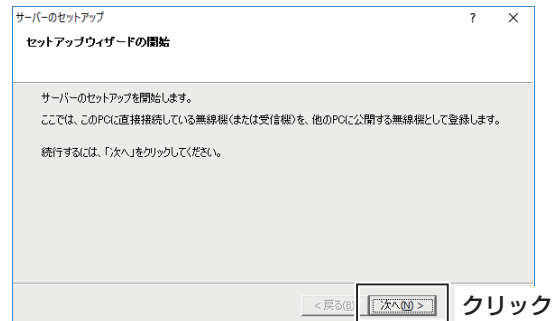 サーバーのセットアップ ? ×
セットアップウィザードの開始
サーバーのセットアップを開始します。
ここでは、このPCに直接接続している無線機(または受信機)を、他のPCに公開する無線機として登録します。
続行するには、「次へ」をクリックしてください。
< 戻る(B) 次へ(N) > クリック